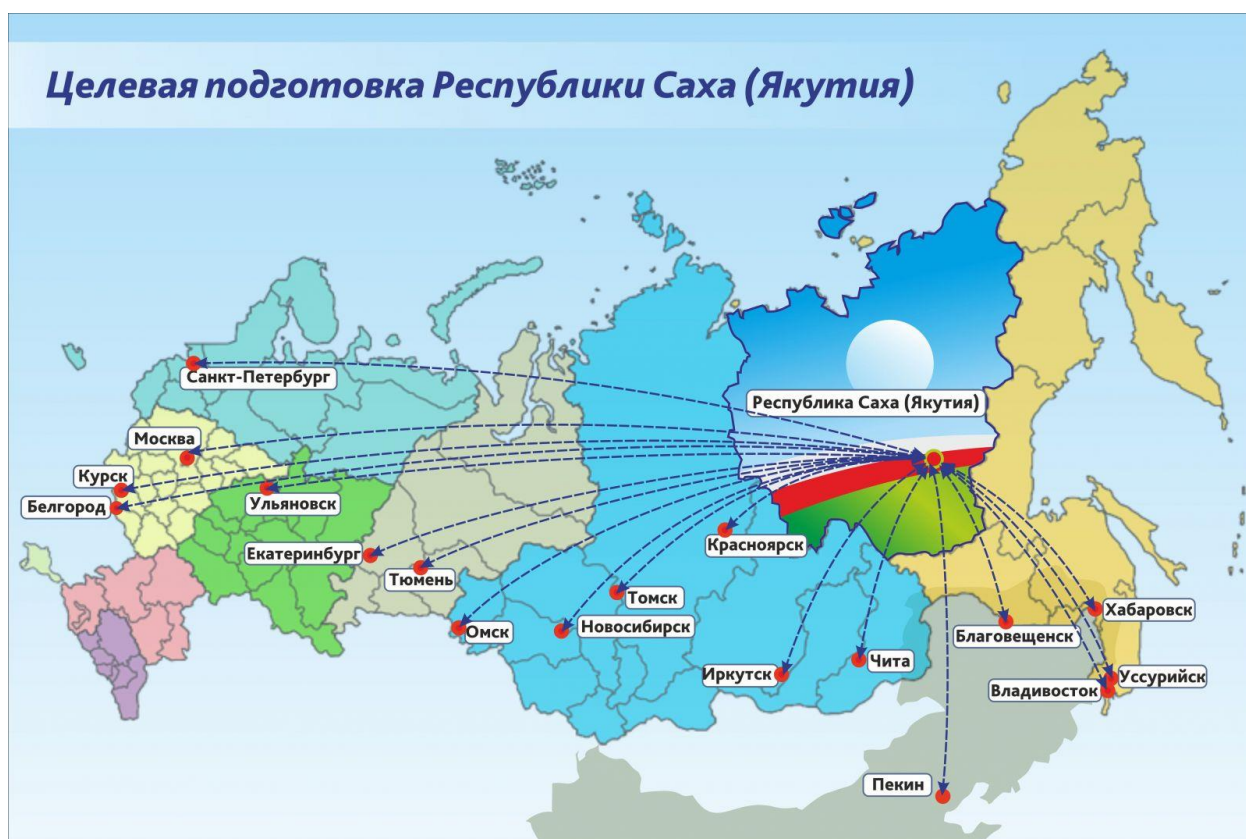 Целевая подготовка Республики Саха (Якутия)
Санкт-Петербург
Республика Саха (Якутия)
Москва
Курск
Белгород
Ульяновск
Екатеринбург
Тюмень
Красноярск
Томск
Омск
Новосибирск
Хабаровск
Благовещенск
Иркутск
Чита
Уссурийск
Владивосток
Пекин